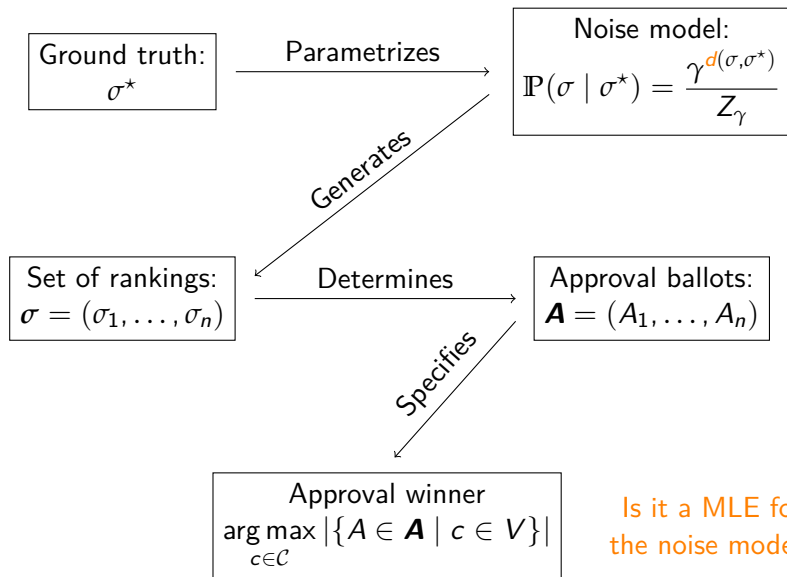 Ground truth:
σ⋆
Parametrizes
Noise model:
ℙ(σ | σ⋆) = γ^{d(σ,σ⋆)} / Z_γ
Generates
Set of rankings:
𝝈 = (σ₁, …, σₙ)
Determines
Approval ballots:
𝑨 = (A₁, …, Aₙ)
Specifies
Approval winner
arg max_{c∈𝒞} |{A ∈ 𝑨 | c ∈ V}|
Is it a MLE fo
the noise mode